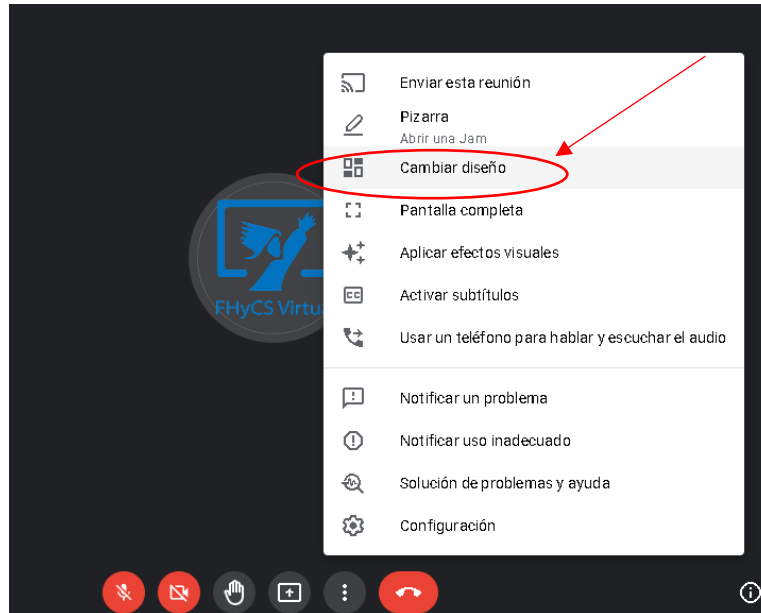 Enviar esta reunión
Pizarra
Abrir una Jam
Cambiar diseño
Pantalla completa
Aplicar efectos visuales
CC
Activar subtítulos
Usar un teléfono para hablar y escuchar el audio
FHyCS
Notificar un problema
Notificar uso inadecuado
Solución de problemas y ayuda
Configuración